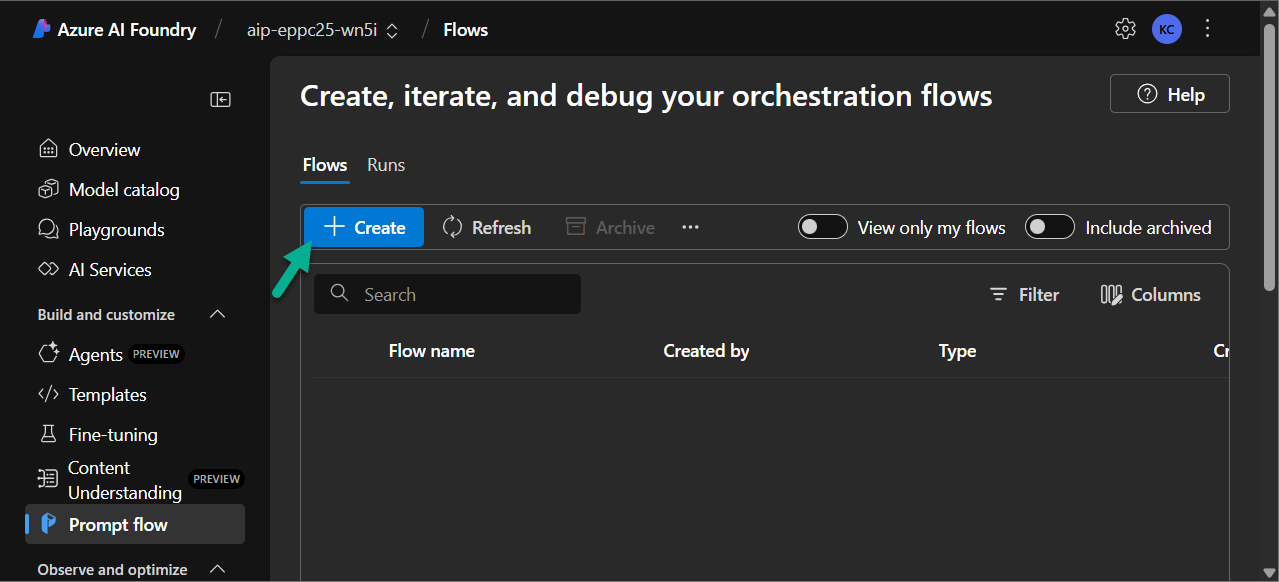 Azure AI Foundry / aip-eppc25-wn5i / Flows
KC
Create, iterate, and debug your orchestration flows
Help
Overview
Model catalog
Playgrounds
AI Services
Build and customize
Agents PREVIEW
Templates
Fine-tuning
Content
Understanding PREVIEW
Prompt flow
Observe and optimize
Flows Runs
Create Refresh Archive ... View only my flows Include archived
Search Filter Columns
Flow name Created by Type Cr